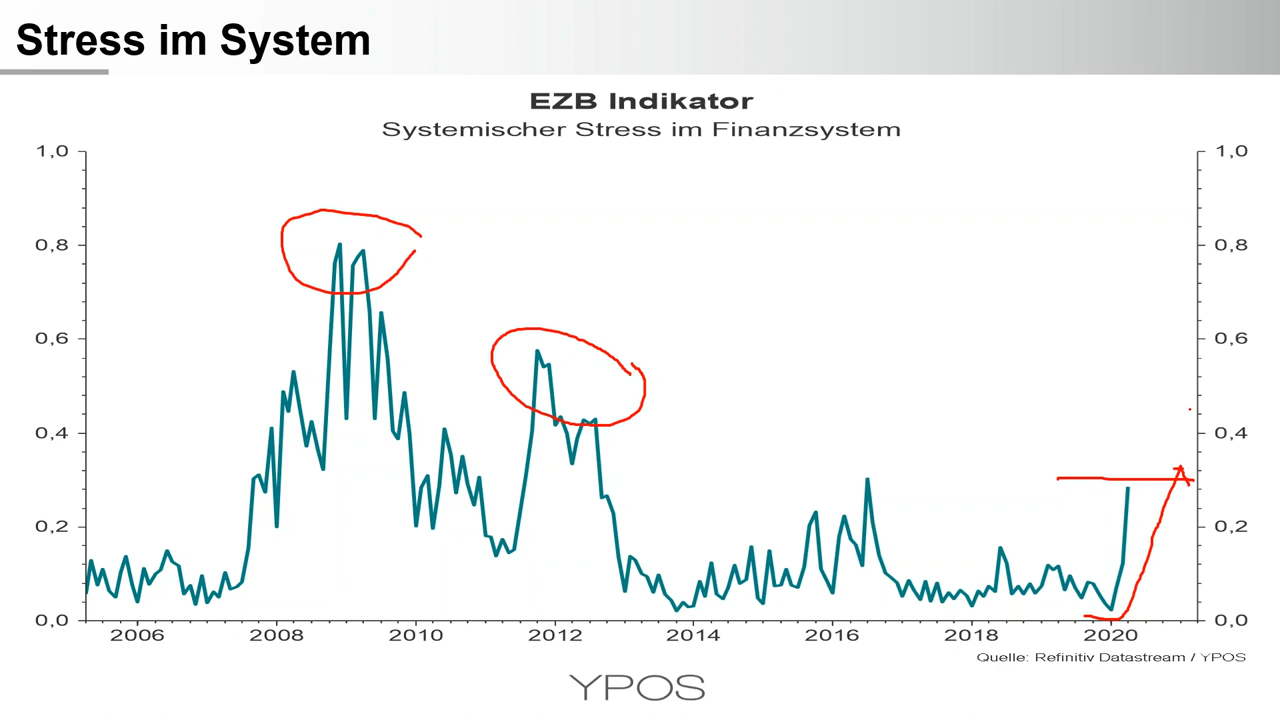 Stress im System
EZB Indikator
Systemischer Stress im Finanzsystem
1,0 1,0
0,8 0,8
0,6 0,6
0,4 0,4
0,2 0,2
0,0 0,0
2006 2008 2010 2012 2014 2016 2018 2020
Quelle: Refinitiv Datastream / YPOS
YPOS